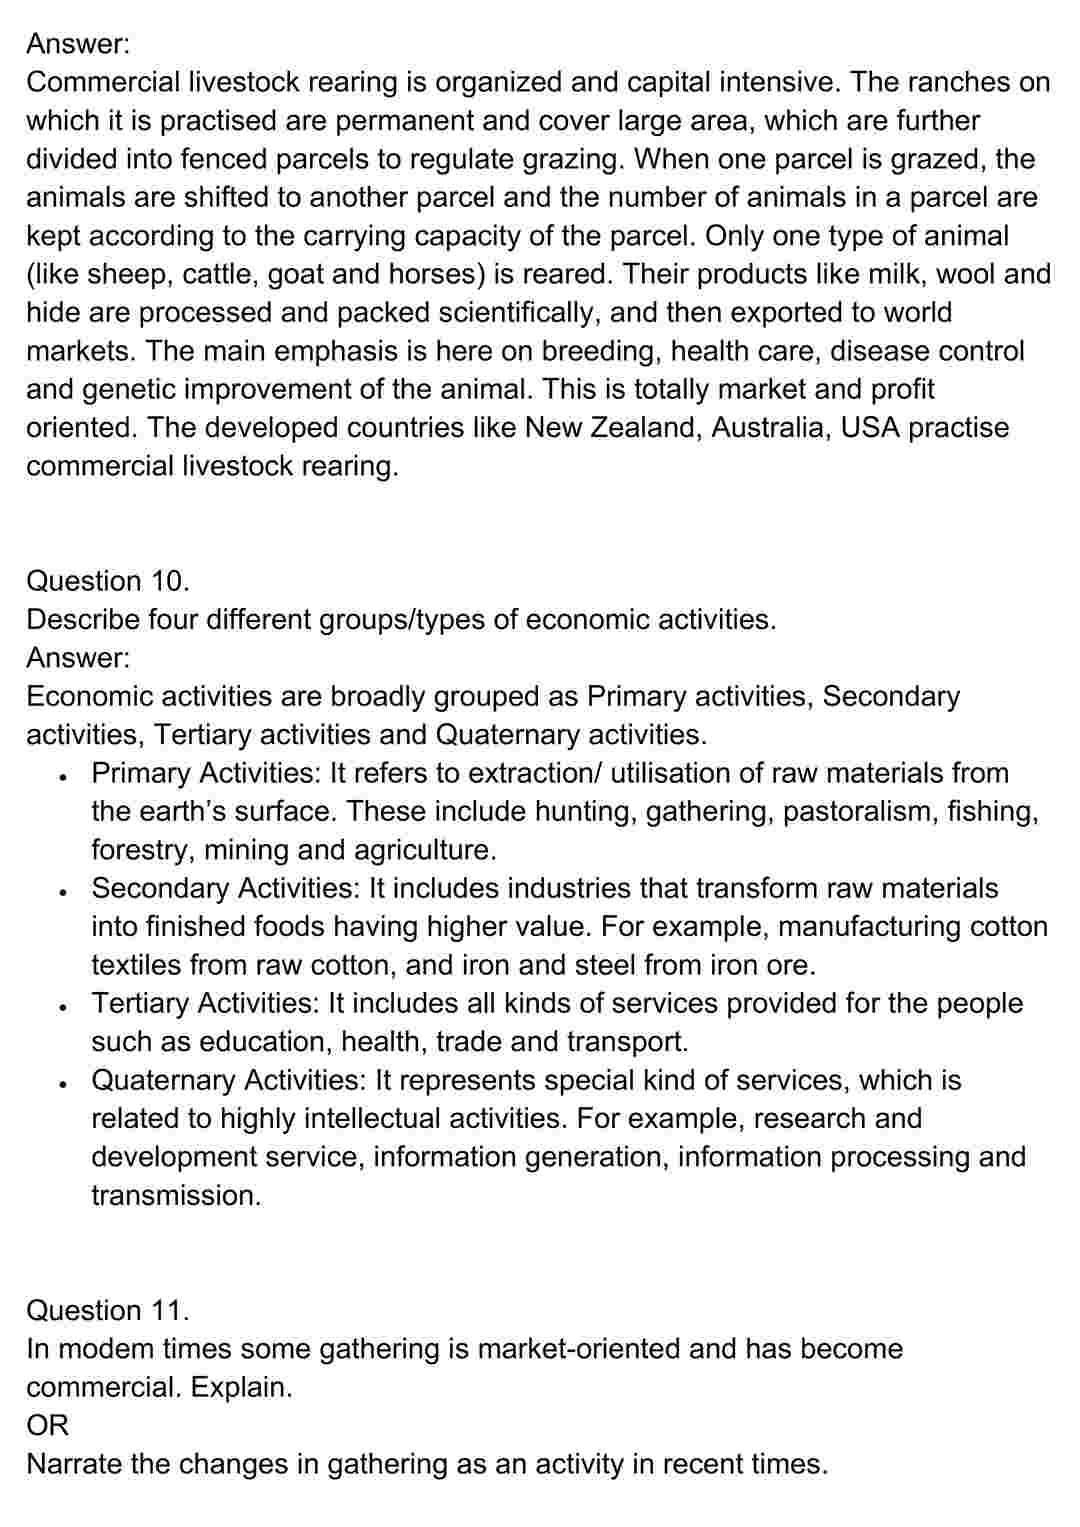 Answer:
Commercial livestock rearing is organized and capital intensive. The ranches on
which it is practised are permanent and cover large area, which are further
divided into fenced parcels to regulate grazing. When one parcel is grazed, the
animals are shifted to another parcel and the number of animals in a parcel are
kept according to the carrying capacity of the parcel. Only one type of animal
(like sheep, cattle, goat and horses) is reared. Their products like milk, wool and
hide are processed and packed scientifically, and then exported to world
markets. The main emphasis is here on breeding, health care, disease control
and genetic improvement of the animal. This is totally market and profit
oriented. The developed countries like New Zealand, Australia, USA practise
commercial livestock rearing.
Question 10.
Describe four different groups/types of economic activities.
Answer:
Economic activities are broadly grouped as Primary activities, Secondary
activities, Tertiary activities and Quaternary activities.
• Primary Activities: It refers to extraction/ utilisation of raw materials from
the earth’s surface. These include hunting, gathering, pastoralism, fishing,
forestry, mining and agriculture.
• Secondary Activities: It includes industries that transform raw materials
into finished foods having higher value. For example, manufacturing cotton
textiles from raw cotton, and iron and steel from iron ore.
• Tertiary Activities: It includes all kinds of services provided for the people
such as education, health, trade and transport.
• Quaternary Activities: It represents special kind of services, which is
related to highly intellectual activities. For example, research and
development service, information generation, information processing and
transmission.
Question 11.
In modem times some gathering is market-oriented and has become
commercial. Explain.
OR
Narrate the changes in gathering as an activity in recent times.